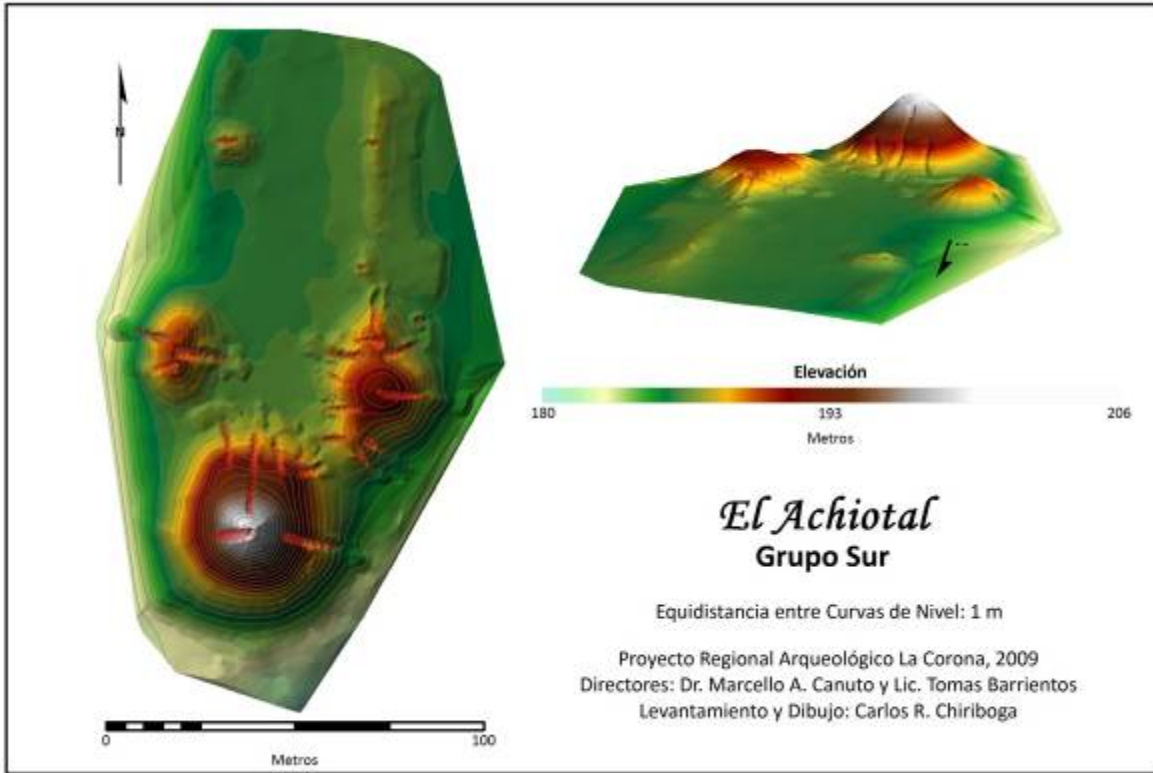 N
Elevación
180
193
206
Metros
El Achiotal
Grupo Sur
Equidistancia entre Curvas de Nivel: 1 m
Proyecto Regional Arqueológico La Corona, 2009
Directores: Dr. Marcello A. Canuto y Lic. Tomas Barrientos
Levantamiento y Dibujo: Carlos R. Chiriboga
0
100
Metros